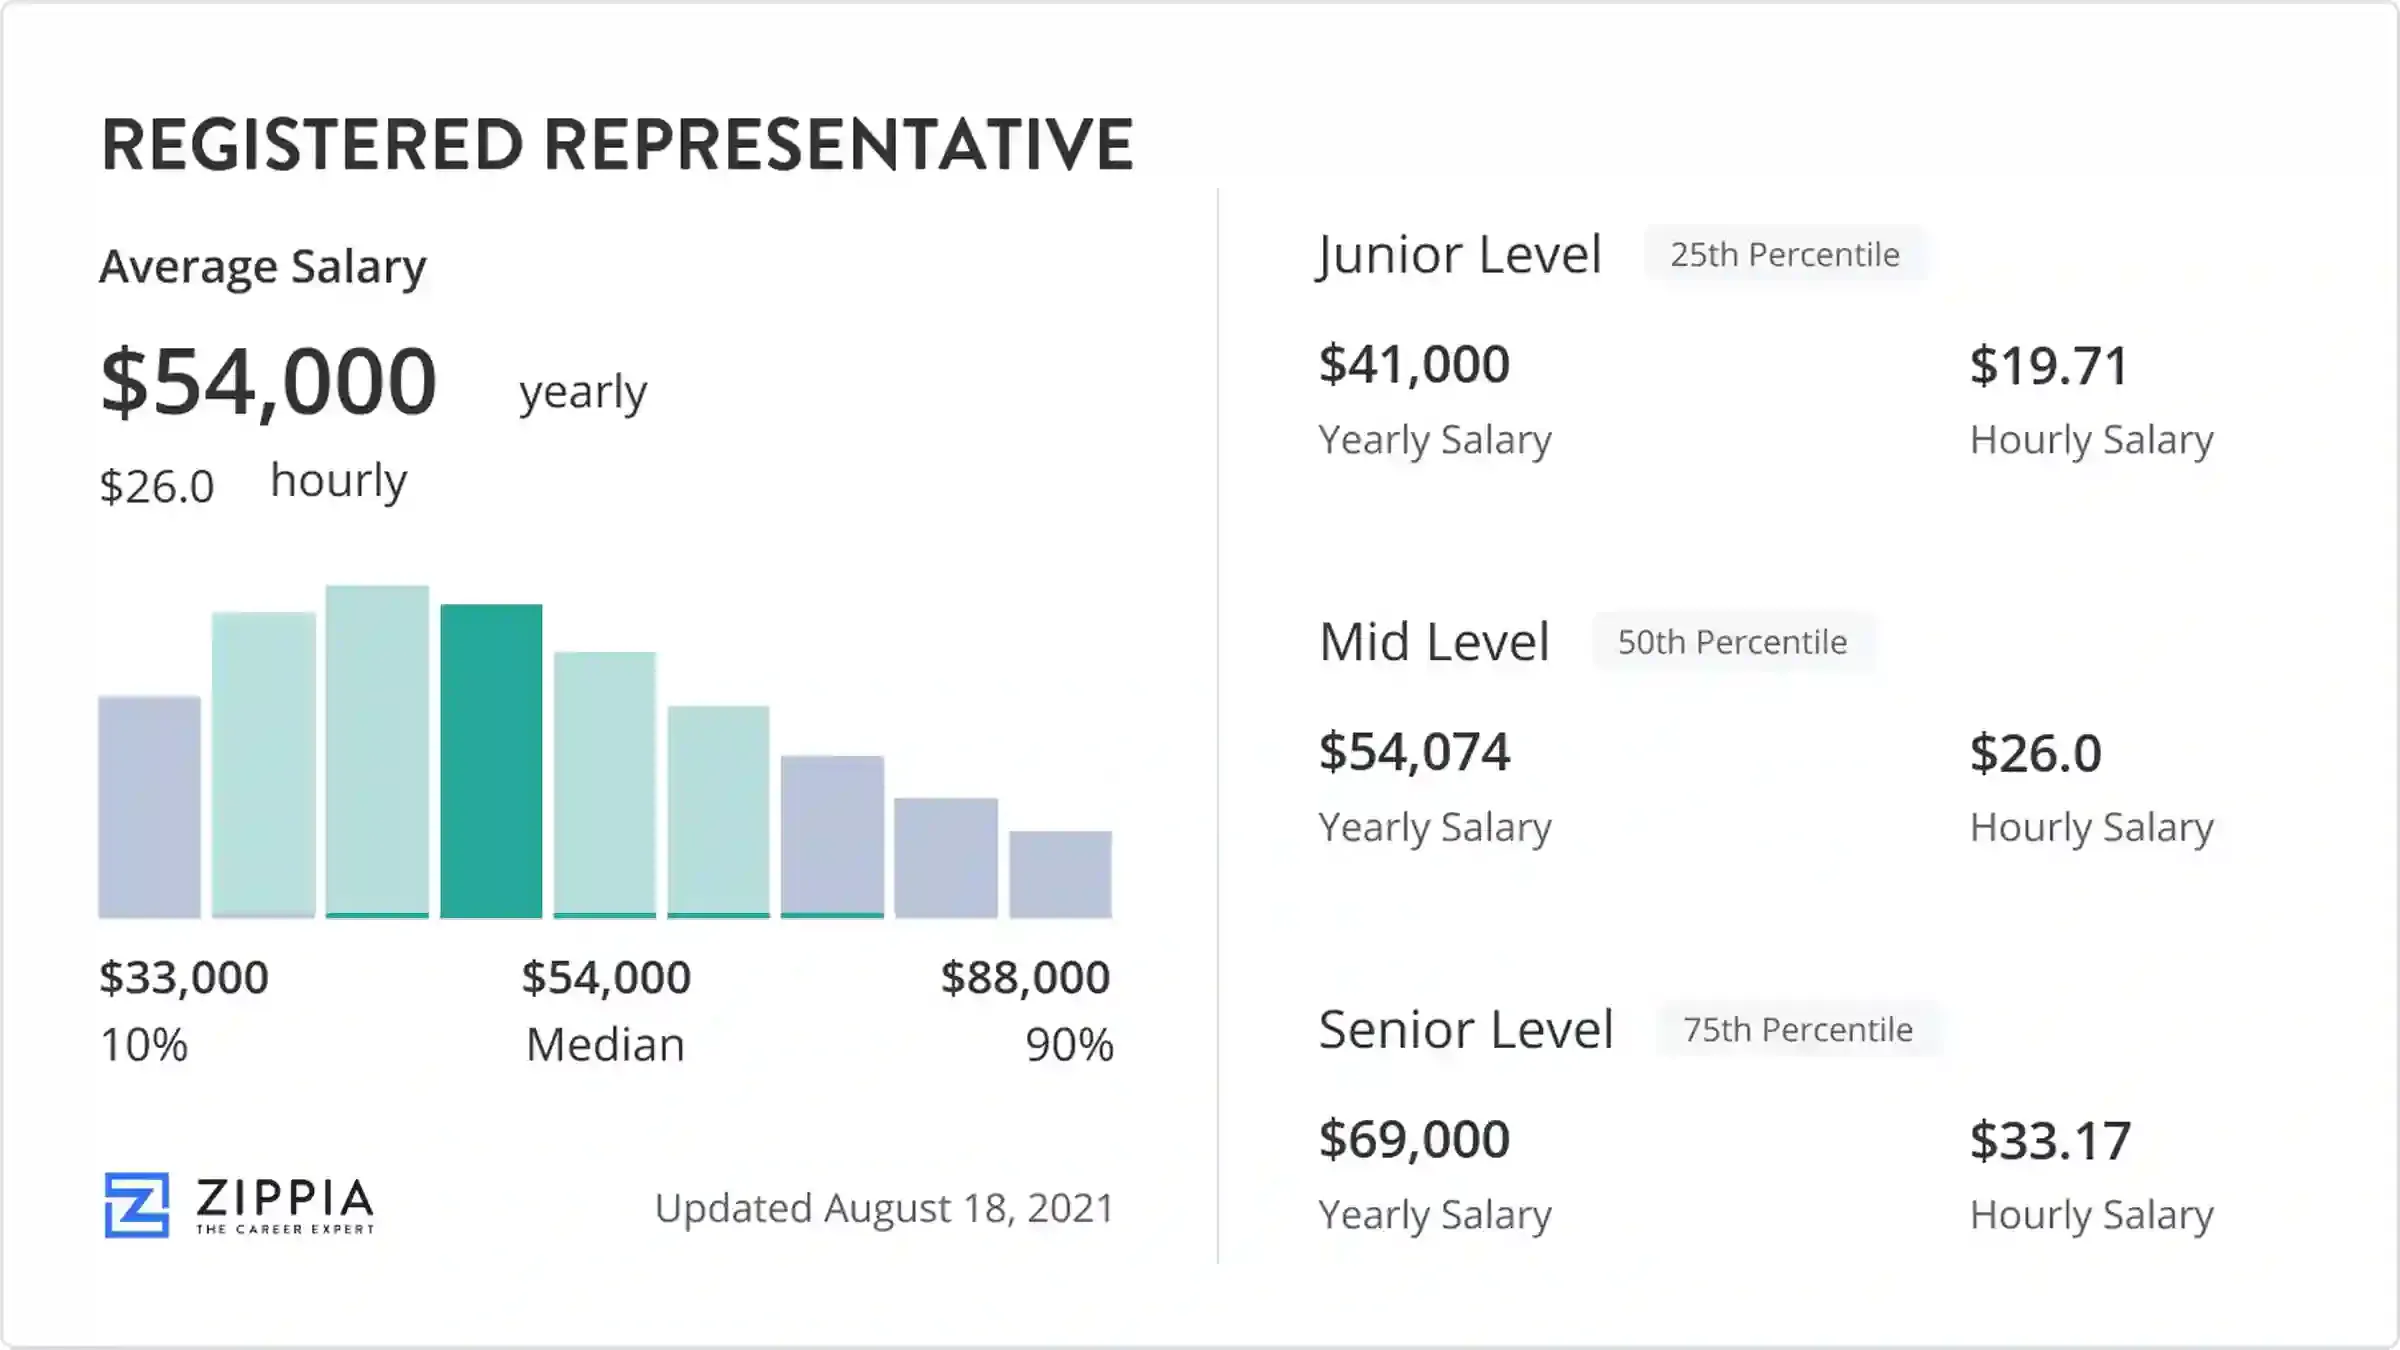 REGISTERED REPRESENTATIVE
Average Salary
$54,000 yearly
$26.0 hourly
$33,000 $54,000 $88,000
10% Median 90%
ZIPPIA
THE CAREER EXPERT
Updated August 18, 2021
Junior Level 25th Percentile
$41,000 $19.71
Yearly Salary Hourly Salary
Mid Level 50th Percentile
$54,074 $26.0
Yearly Salary Hourly Salary
Senior Level 75th Percentile
$69,000 $33.17
Yearly Salary Hourly Salary